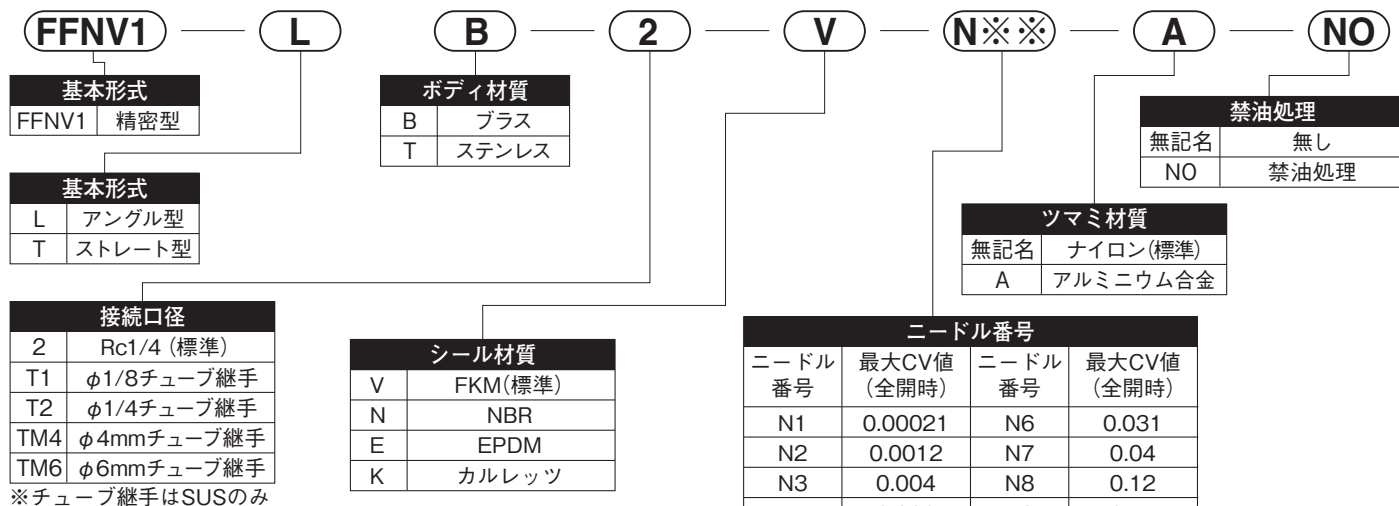 FFNV1 L B 2 V N※※ A NO
基本形式
FFNV1 精密型
基本形式
L アングル型
T ストレート型
接続口径
2 Rc1/4 (標準)
T1 φ1/8チューブ継手
T2 φ1/4チューブ継手
TM4 φ4mmチューブ継手
TM6 φ6mmチューブ継手
※チューブ継手はSUSのみ
ボディ材質
B ブラス
T ステンレス
シール材質
V FKM(標準)
N NBR
E EPDM
K カルレッツ
ニードル番号
ニードル番号 最大CV値(全開時) ニードル番号 最大CV値(全開時)
N1 0.00021 N6 0.031
N2 0.0012 N7 0.04
N3 0.004 N8 0.12
ツマミ材質
無記名 ナイロン(標準)
A アルミニウム合金
禁油処理
無記名 無し
NO 禁油処理